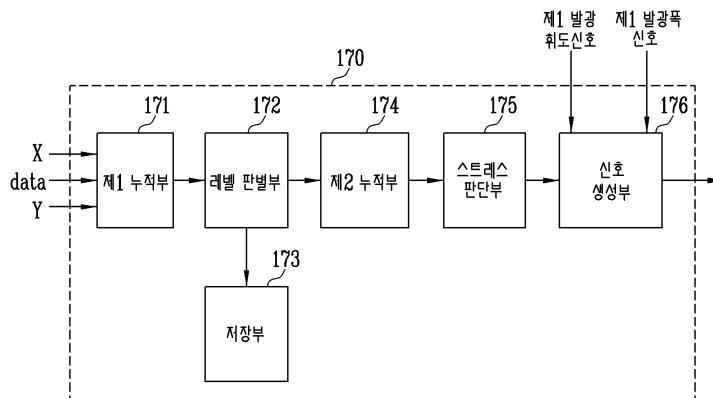 제1 발광
휘도신호
제1 발광폭
신호
170
171
172
174
175
176
X
data
Y
제1 누적부
레벨 판별부
제2 누적부
스트레스
판단부
신호
생성부
173
저장부